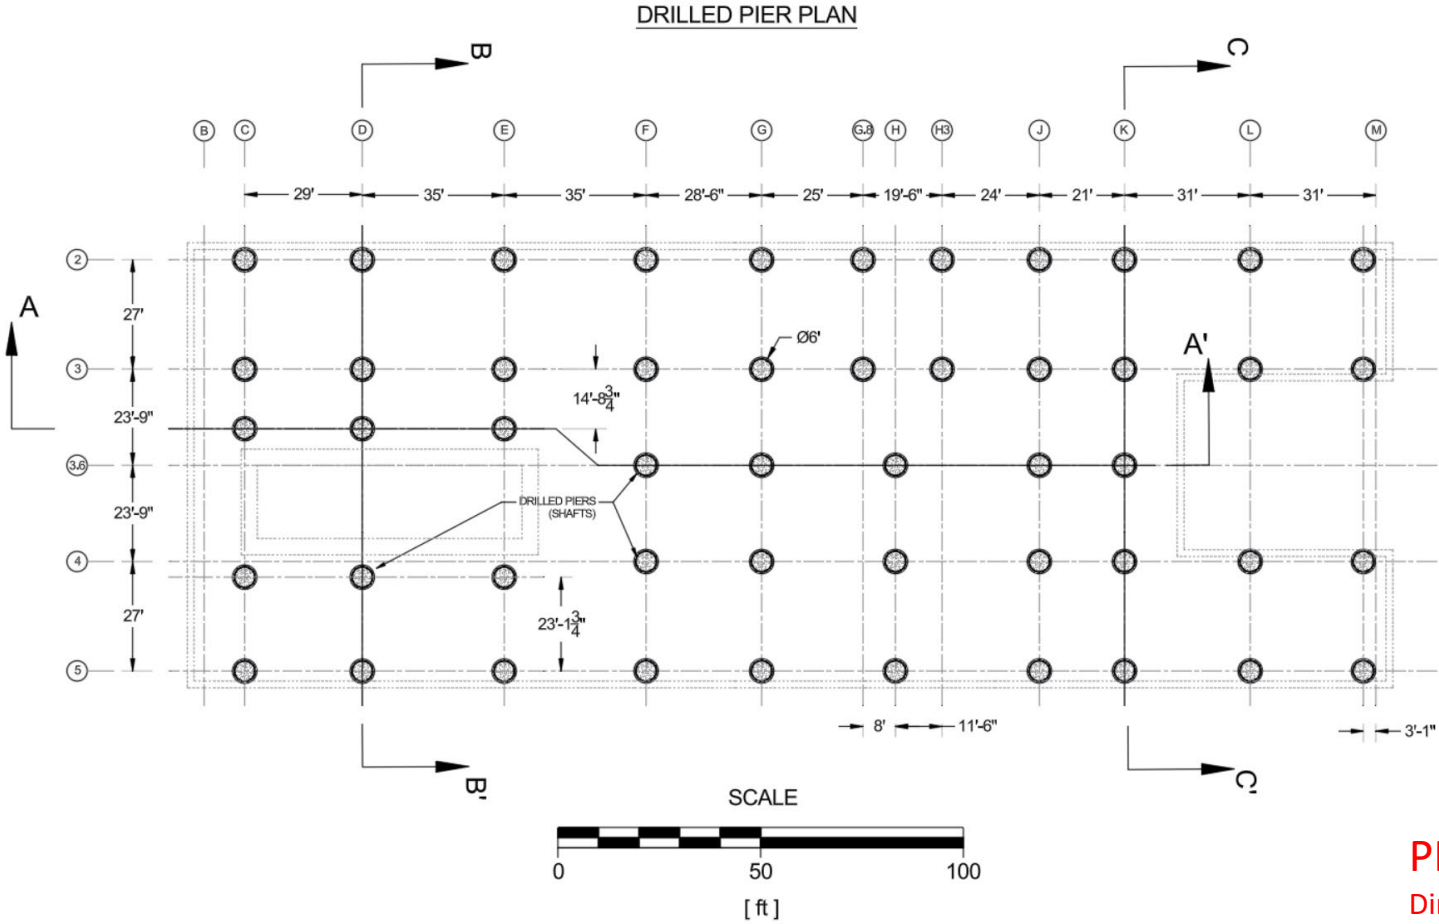 DRILLED PIER PLAN
B
C
B C D E F G G.8 H H3 J K L M
29' 35' 35' 28'-6" 25' 19'-6" 24' 21' 31' 31'
2
A
27'
Ø6'
A'
3
14'-8 3/4"
23'-9"
3.6
23'-9"
DRILLED PIERS
(SHAFTS)
4
27'
23'-1 3/4"
5
8' 11'-6" 3'-1"
B'
C'
SCALE
0 50 100
[ ft ]